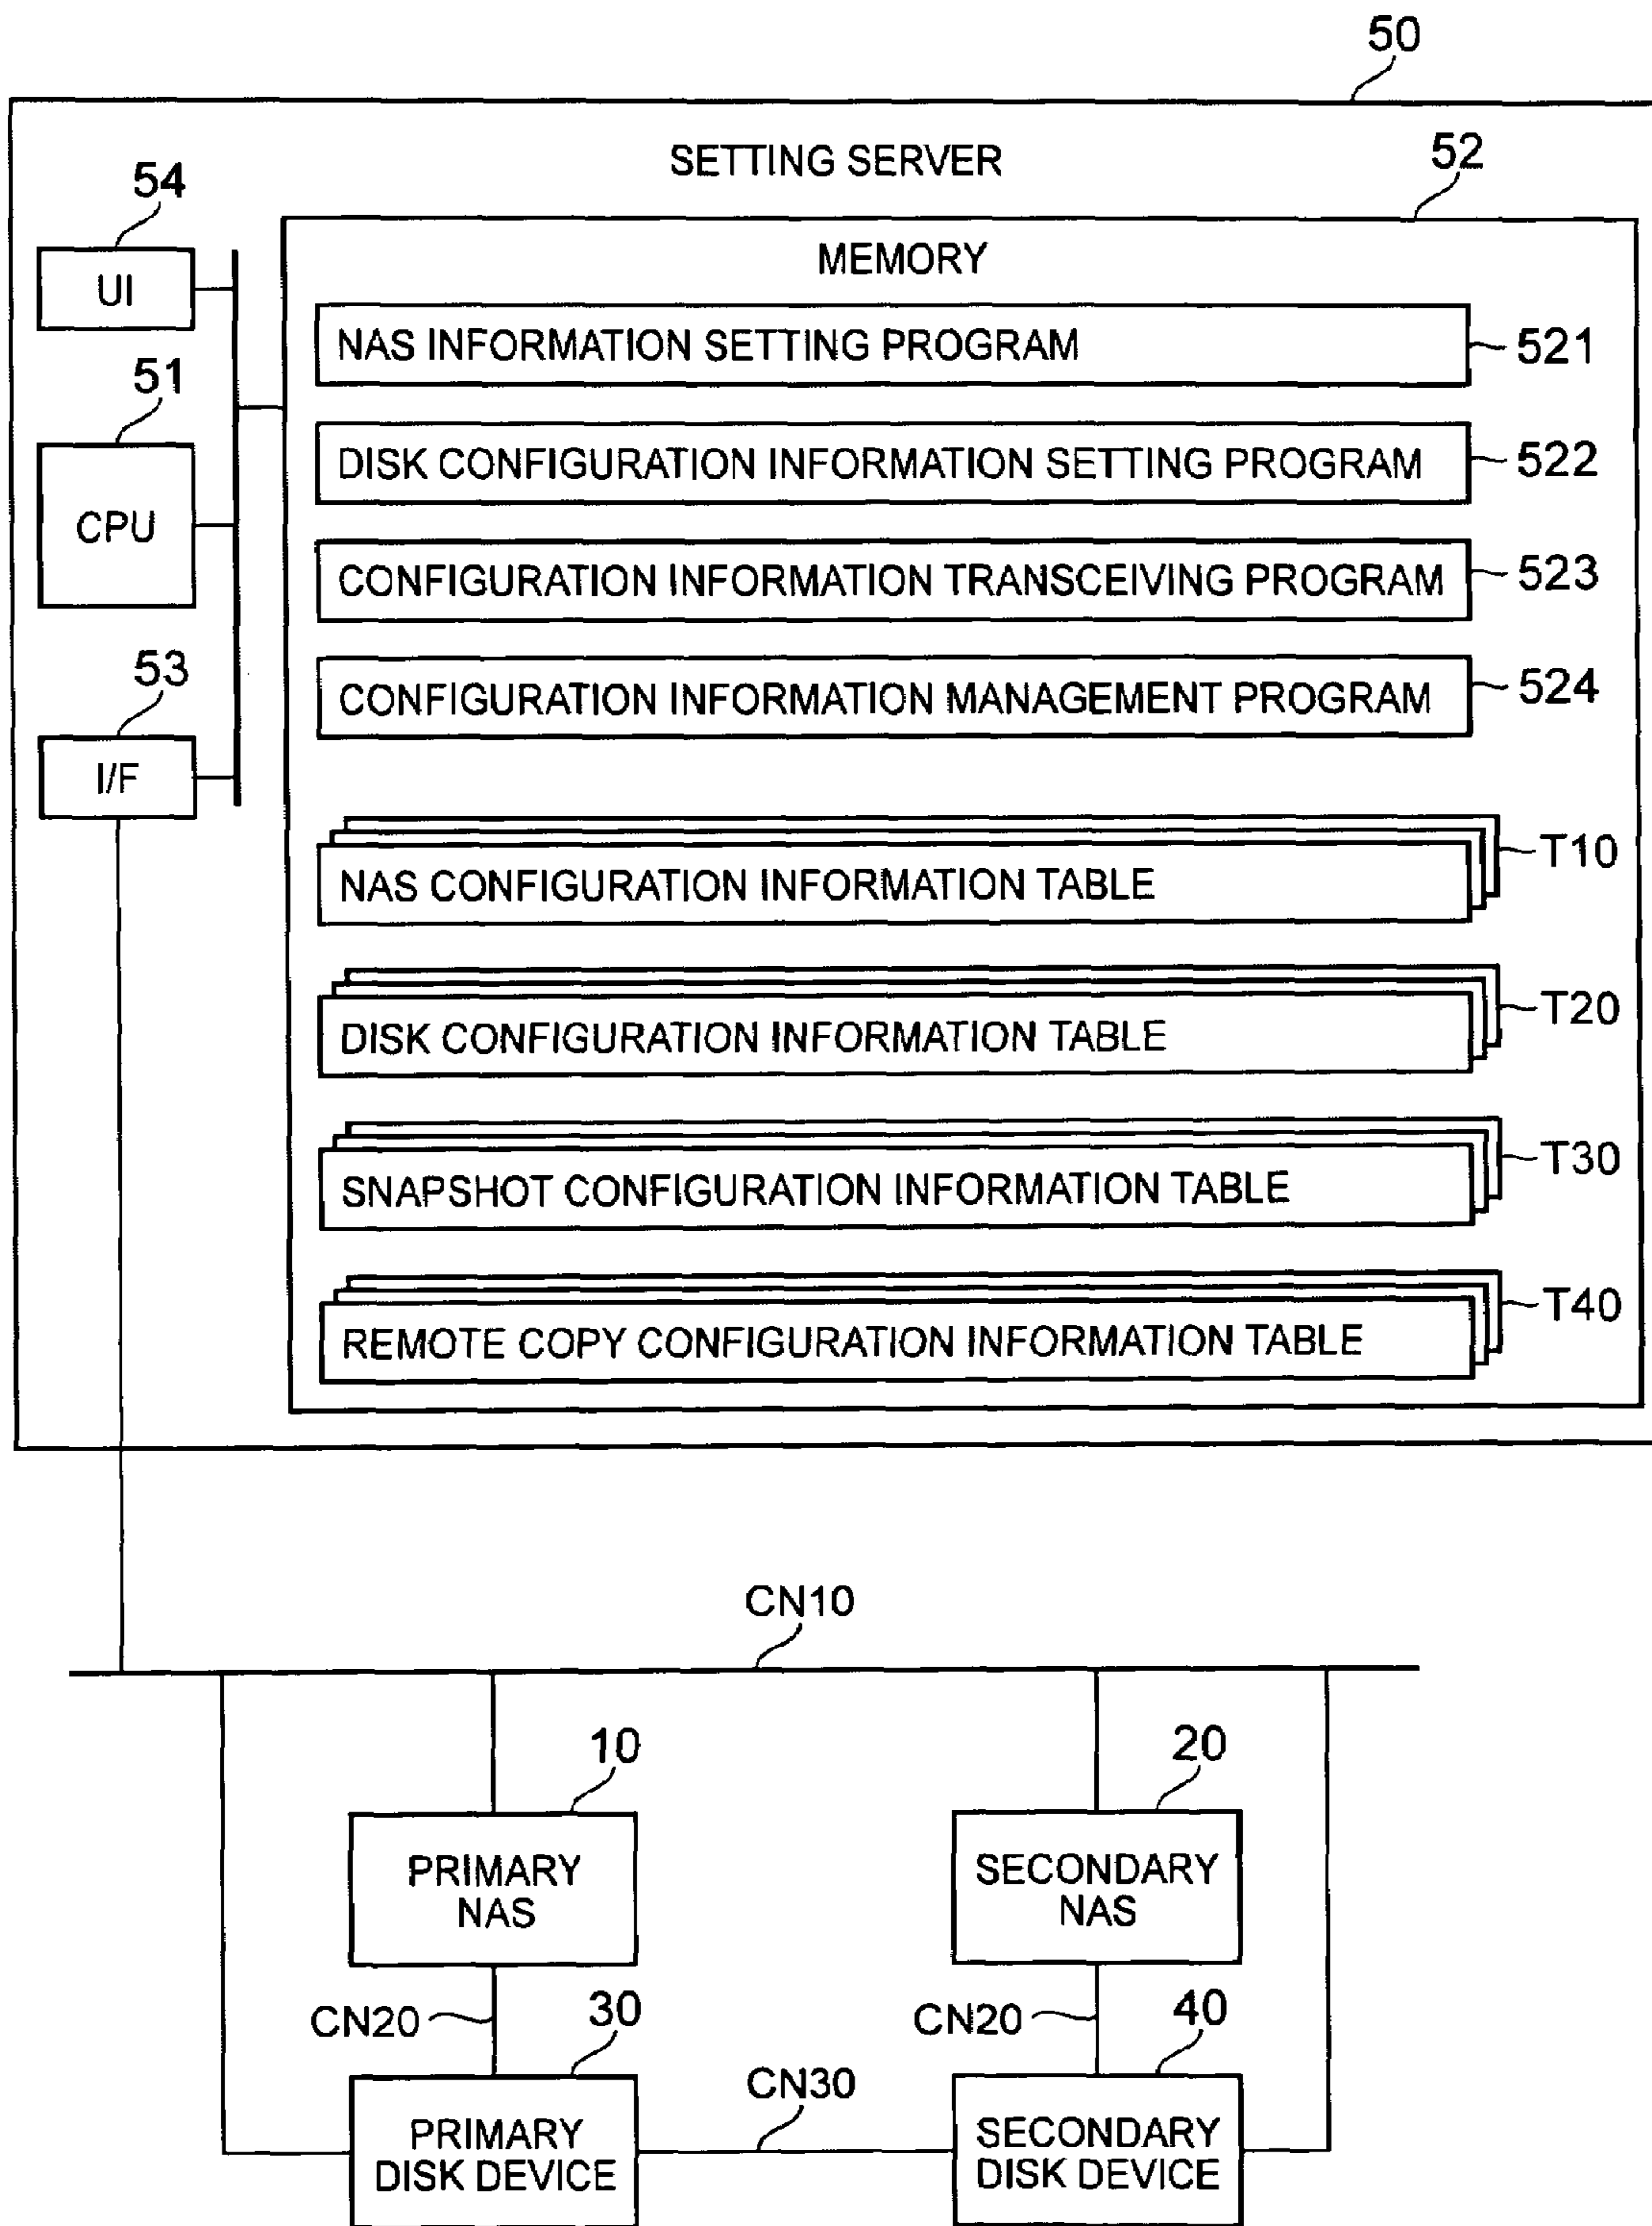 50
SETTING SERVER
52
54
MEMORY
UI
NAS INFORMATION SETTING PROGRAM
521
51
DISK CONFIGURATION INFORMATION SETTING PROGRAM
522
CPU
CONFIGURATION INFORMATION TRANSCEIVING PROGRAM
523
53
CONFIGURATION INFORMATION MANAGEMENT PROGRAM
524
I/F
NAS CONFIGURATION INFORMATION TABLE
T10
DISK CONFIGURATION INFORMATION TABLE
T20
SNAPSHOT CONFIGURATION INFORMATION TABLE
T30
REMOTE COPY CONFIGURATION INFORMATION TABLE
T40
CN10
10
20
PRIMARY
NAS
SECONDARY
NAS
CN20
30
CN20
40
CN30
PRIMARY
DISK DEVICE
SECONDARY
DISK DEVICE